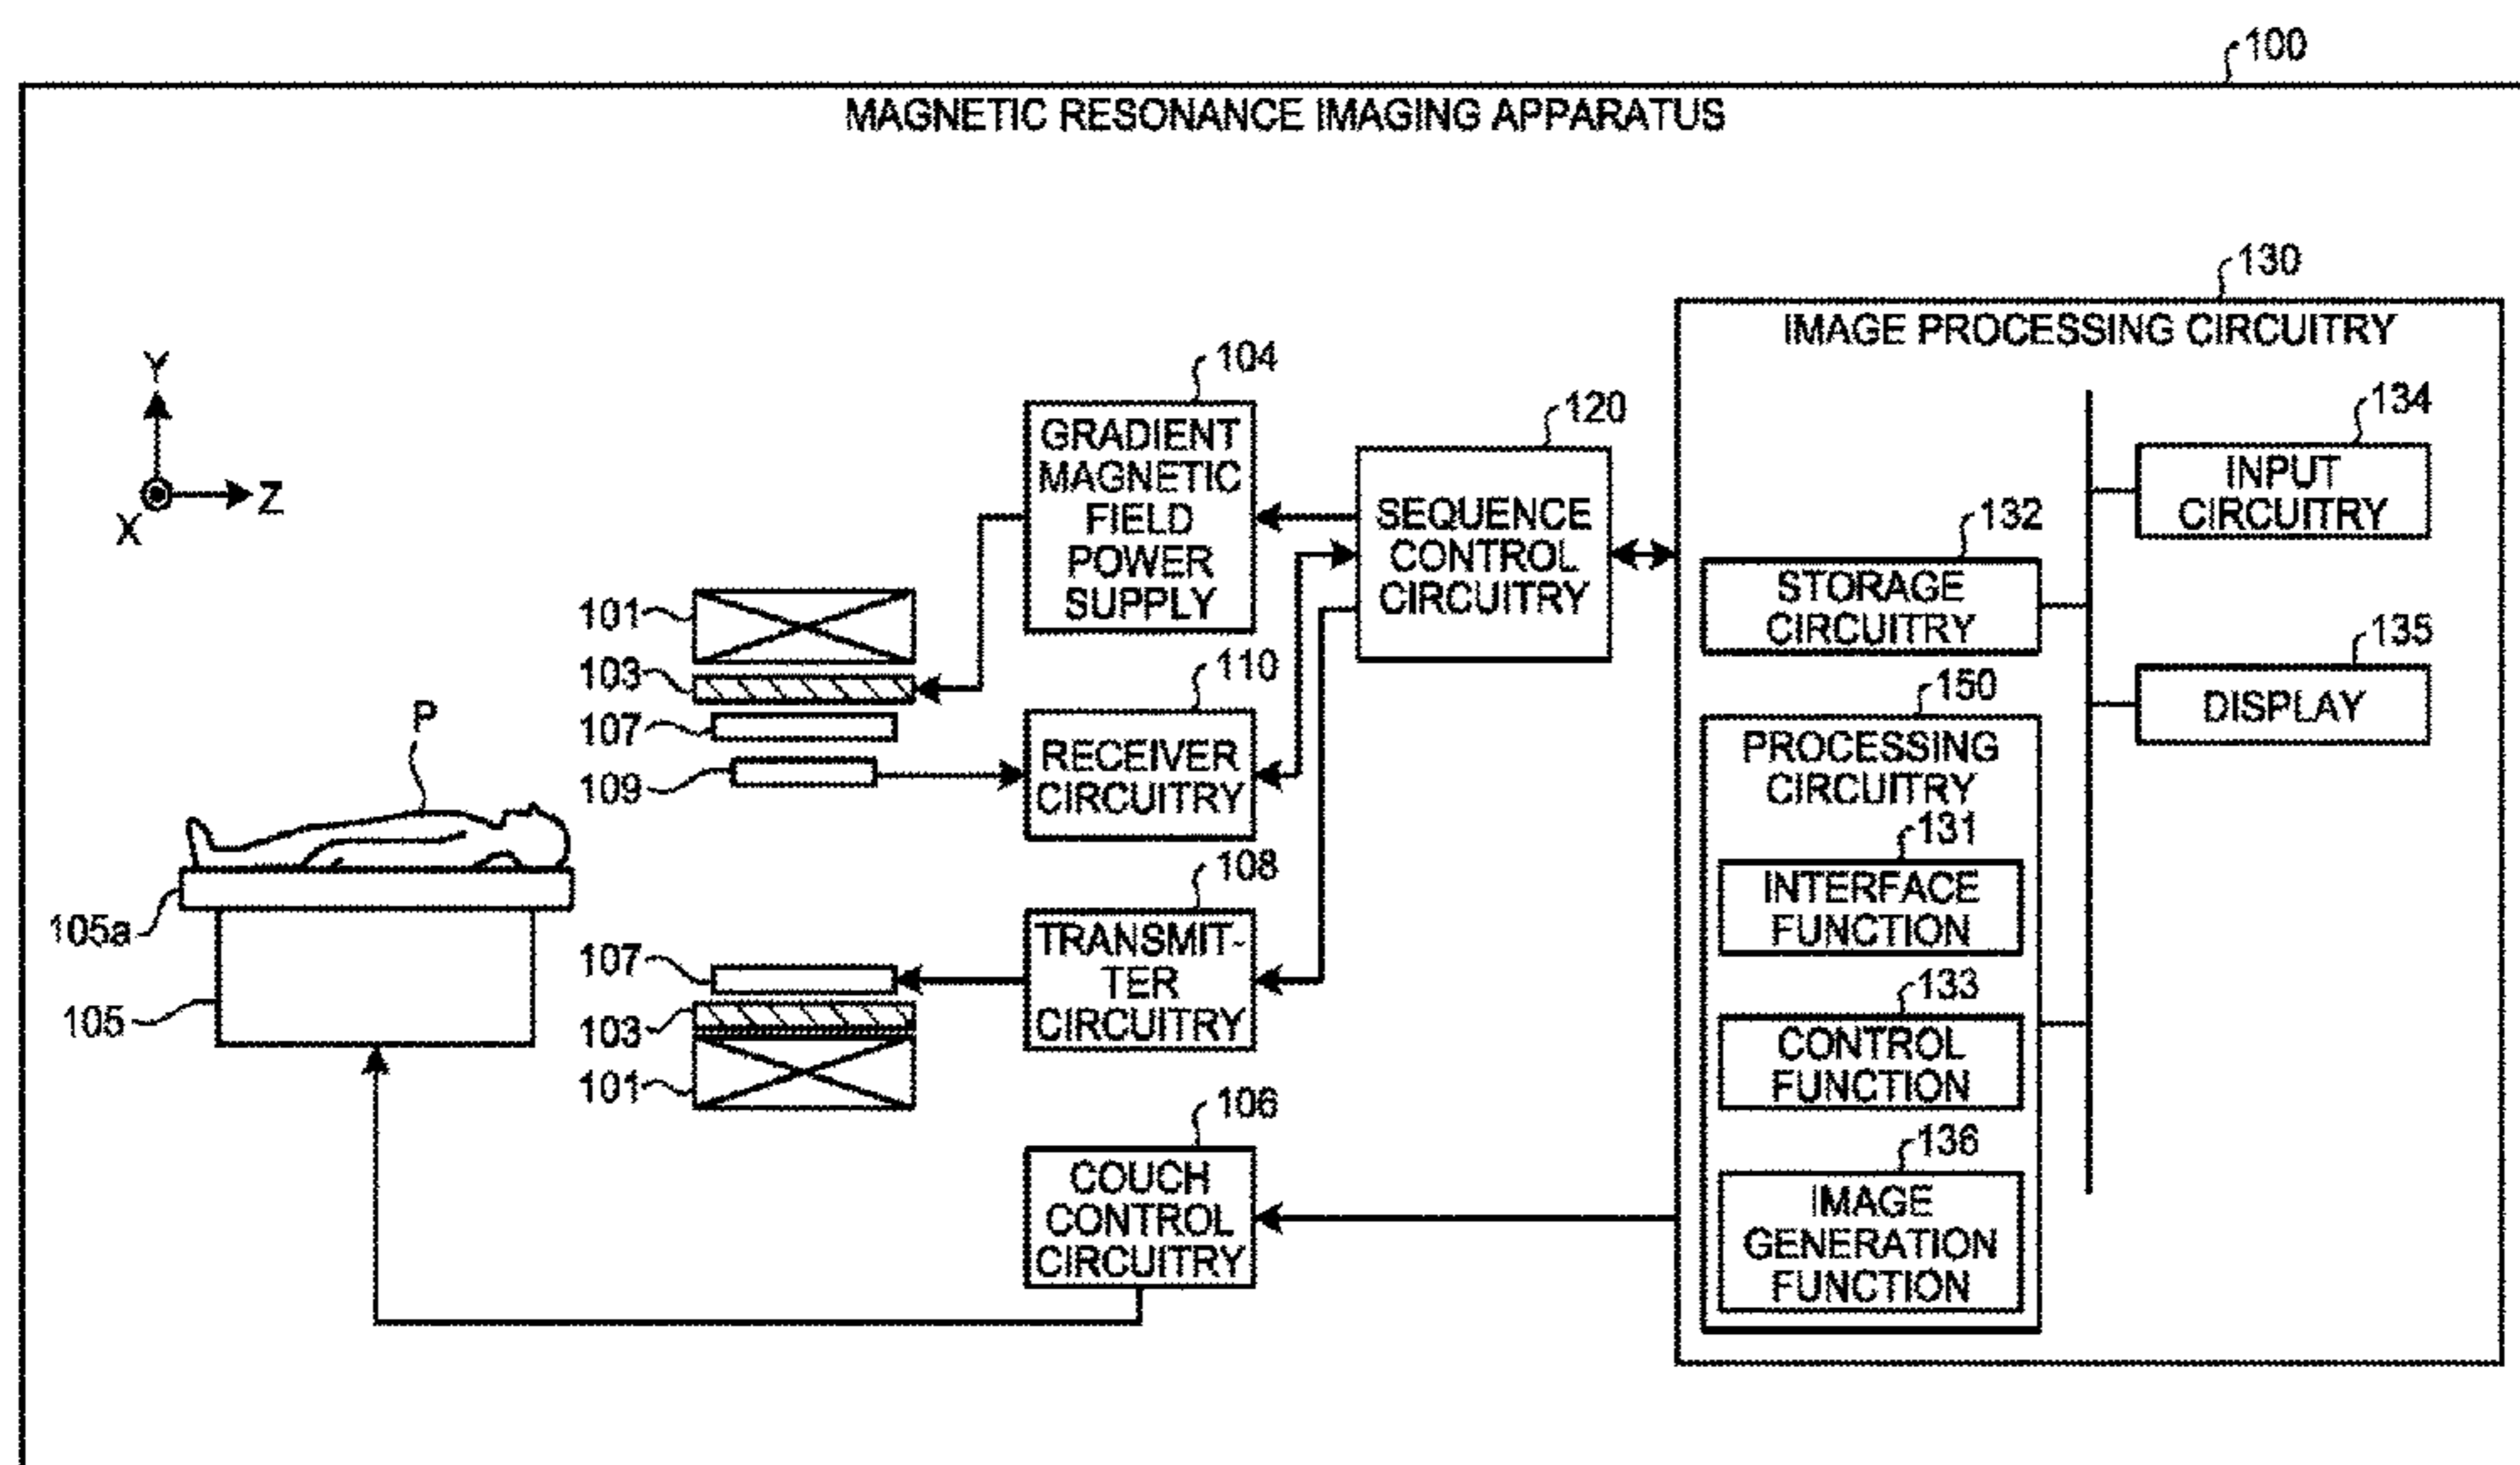 100
MAGNETIC RESONANCE IMAGING APPARATUS
130
IMAGE PROCESSING CIRCUITRY
Y
Z
X
104
GRADIENT
MAGNETIC
FIELD
POWER
SUPPLY
120
SEQUENCE
CONTROL
CIRCUITRY
134
INPUT
CIRCUITRY
132
STORAGE
CIRCUITRY
135
DISPLAY
101
103
107
109
110
RECEIVER
CIRCUITRY
150
PROCESSING
CIRCUITRY
131
INTERFACE
FUNCTION
133
CONTROL
FUNCTION
136
IMAGE
GENERATION
FUNCTION
P
105a
105
108
TRANSMIT-
TER
CIRCUITRY
107
103
101
106
COUCH
CONTROL
CIRCUITRY